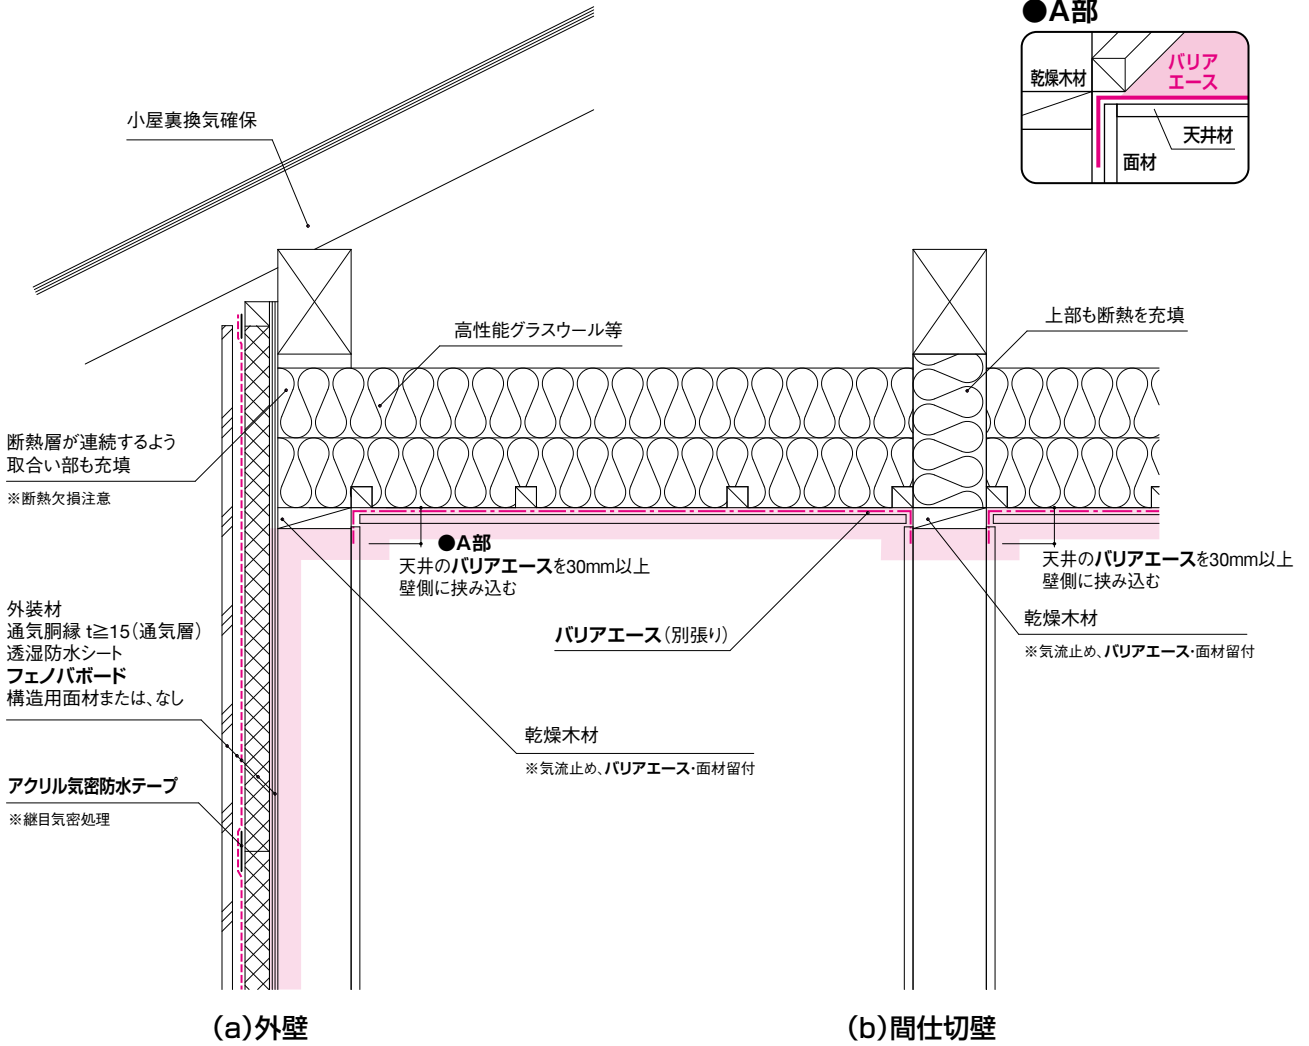 ●A部
乾燥木材
バリア
エース
天井材
面材
小屋裏換気確保
高性能グラスウール等
上部も断熱を充填
断熱層が連続するよう
取合い部も充填
※断熱欠損注意
●A部
天井のバリアエースを30mm以上
壁側に挟み込む
天井のバリアエースを30mm以上
壁側に挟み込む
外装材
通気胴縁 t≧15(通気層)
透湿防水シート
フェノバボード
構造用面材または、なし
バリアエース(別張り)
乾燥木材
※気流止め、バリアエース・面材留付
乾燥木材
※気流止め、バリアエース・面材留付
アクリル気密防水テープ
※継目気密処理
(a)外壁
(b)間仕切壁